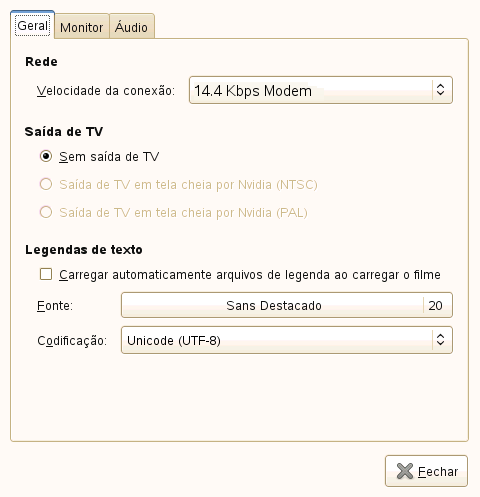 Geral Monitor Áudio
Rede
Velocidade da conexão: 14.4 Kbps Modem
Saída de TV
Sem saída de TV
Saída de TV em tela cheia por Nvidia (NTSC)
Saída de TV em tela cheia por Nvidia (PAL)
Legendas de texto
Carregar automaticamente arquivos de legenda ao carregar o filme
Fonte: Sans Destacado 20
Codificação: Unicode (UTF-8)
Fechar